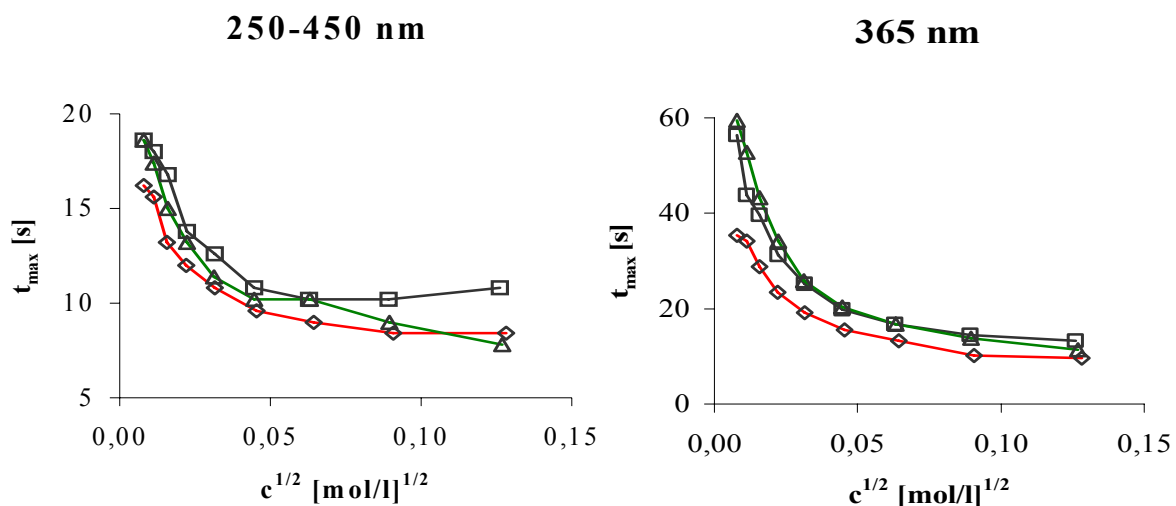 250-450 nm
20
15
10
5
t_max [s]
0,00 0,05 0,10 0,15
c^1/2 [mol/l]^1/2
365 nm
60
40
20
0
t_max [s]
0,00 0,05 0,10 0,15
c^1/2 [mol/l]^1/2